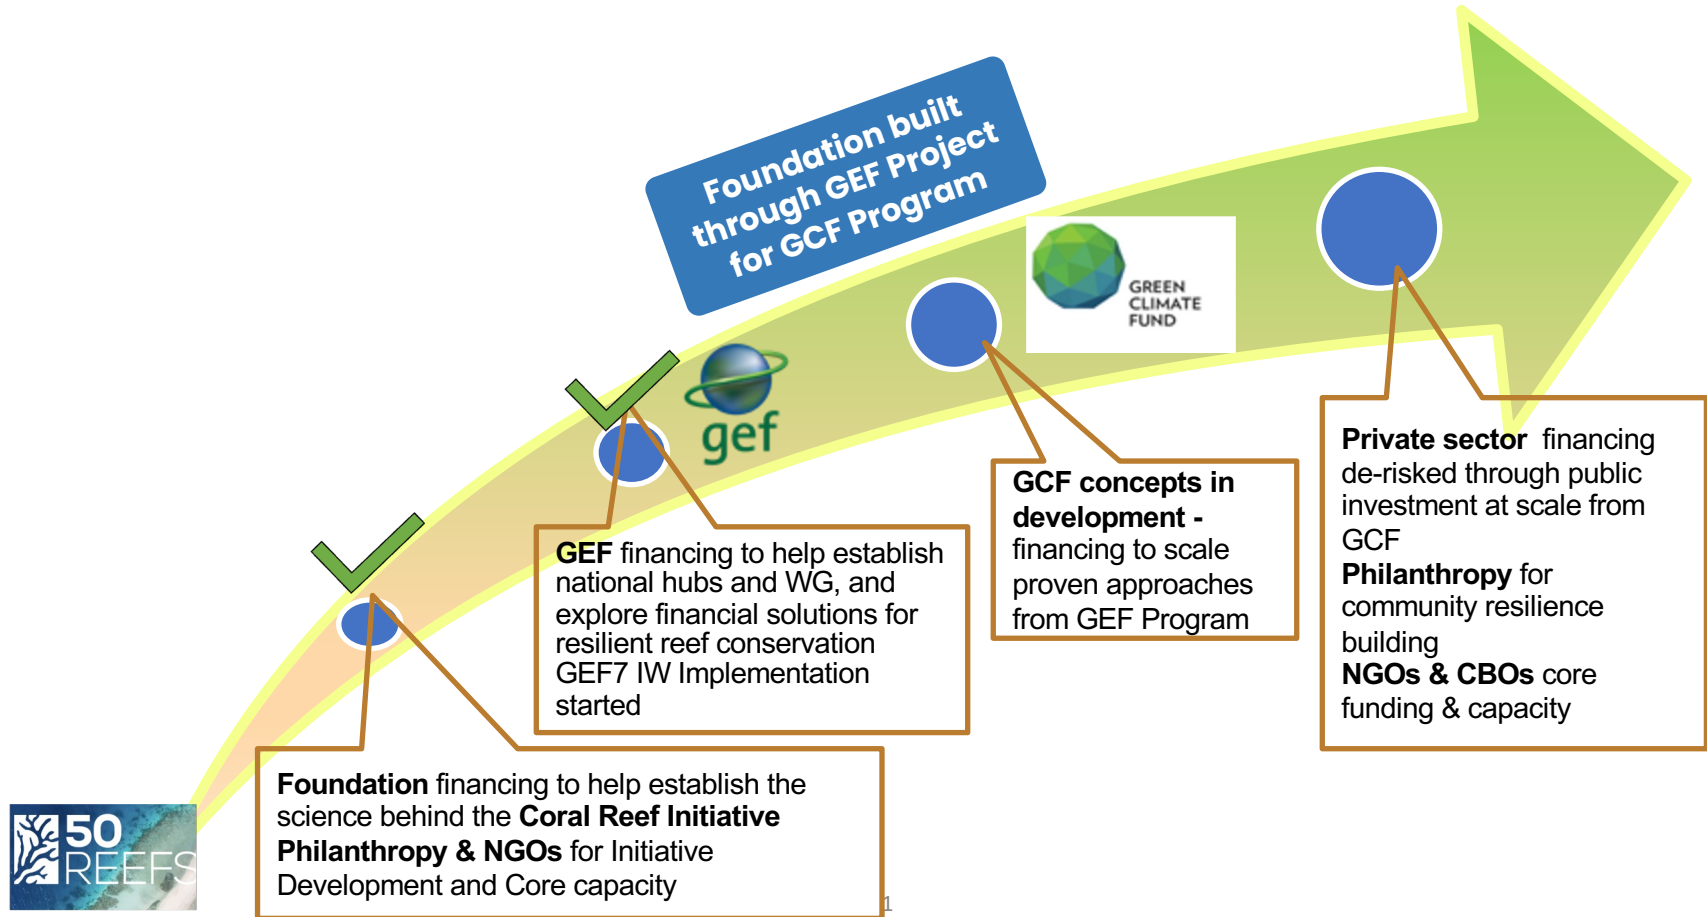 Foundation built
through GEF Project
for GCF Program
GREEN
CLIMATE
FUND
gef
Private sector  financing
de-risked through public
investment at scale from
GCF
Philanthropy for
community resilience
building
NGOs & CBOs core
funding & capacity
GCF concepts in
development -
financing to scale
proven approaches
from GEF Program
GEF financing to help establish
national hubs and WG, and
explore financial solutions for
resilient reef conservation
GEF7 IW Implementation
started
Foundation financing to help establish the
science behind the Coral Reef Initiative
Philanthropy & NGOs for Initiative
Development and Core capacity
50
REEFS
1